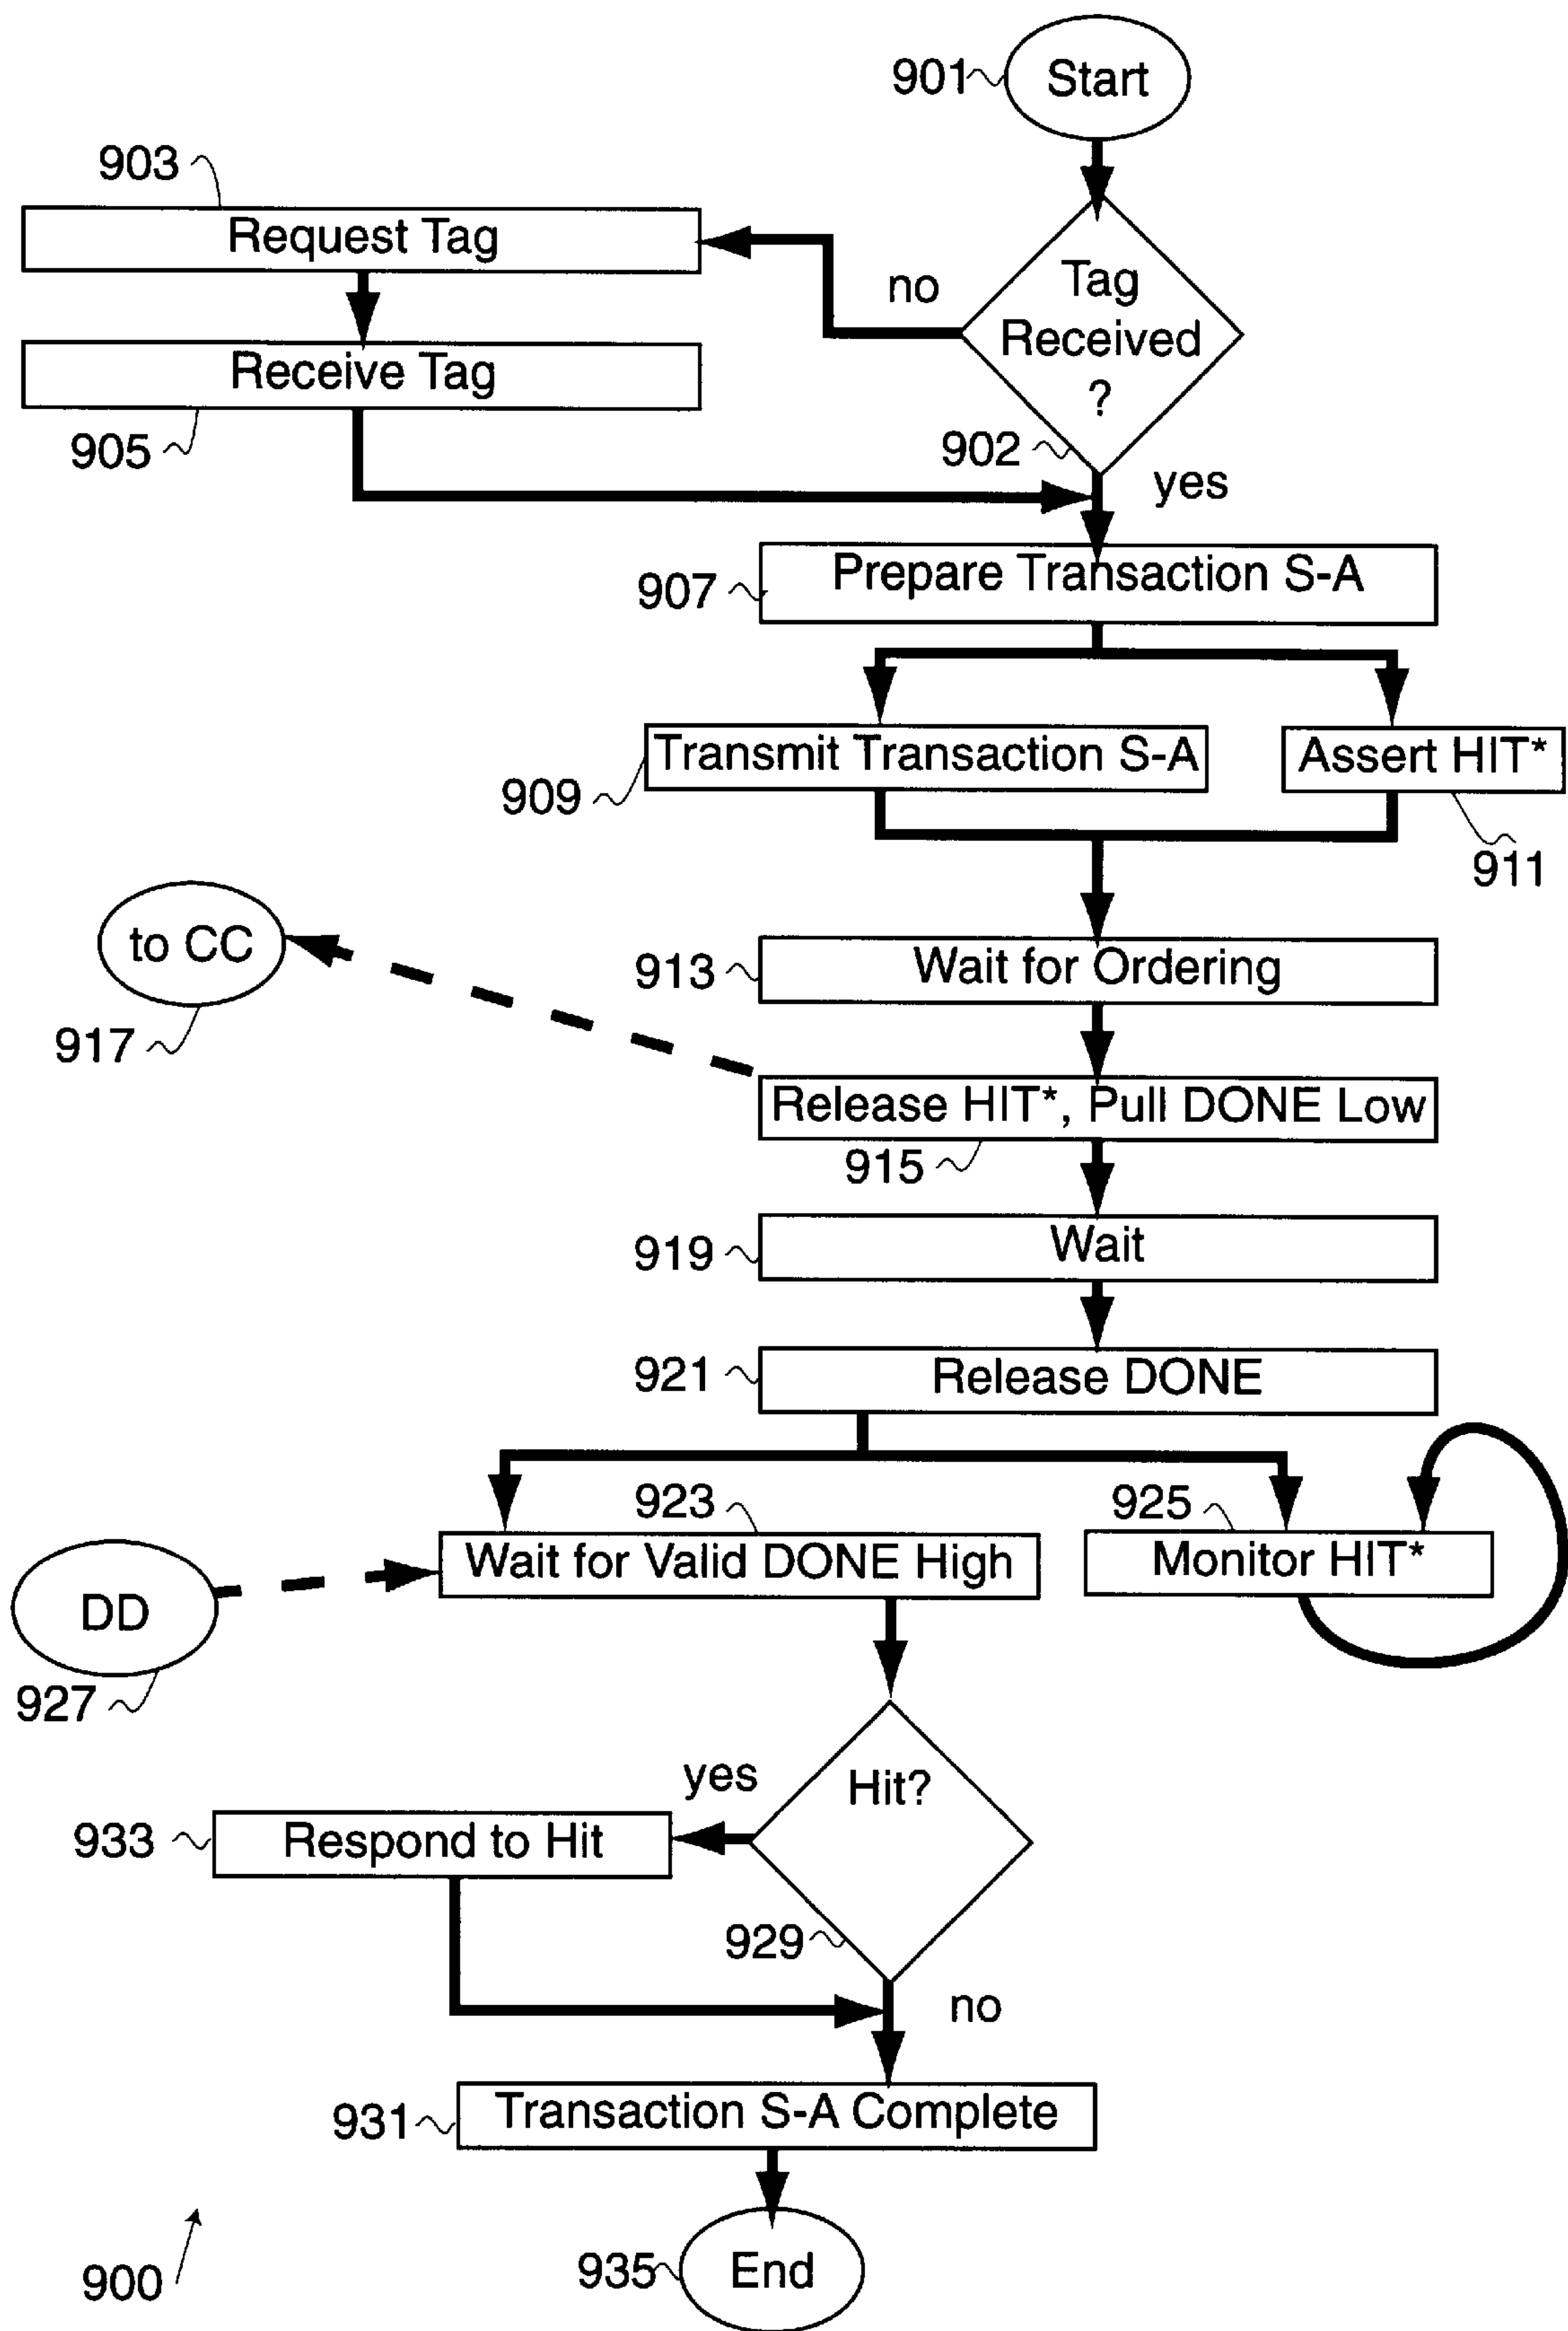 901
Start
903
Request Tag
no
Tag
Received
?
Receive Tag
905
902
yes
907
Prepare Transaction S-A
Transmit Transaction S-A
Assert HIT*
909
911
to CC
913
Wait for Ordering
917
Release HIT*, Pull DONE Low
915
919
Wait
921
Release DONE
923
925
Wait for Valid DONE High
Monitor HIT*
DD
927
yes
Hit?
933
Respond to Hit
929
no
931
Transaction S-A Complete
900
935
End